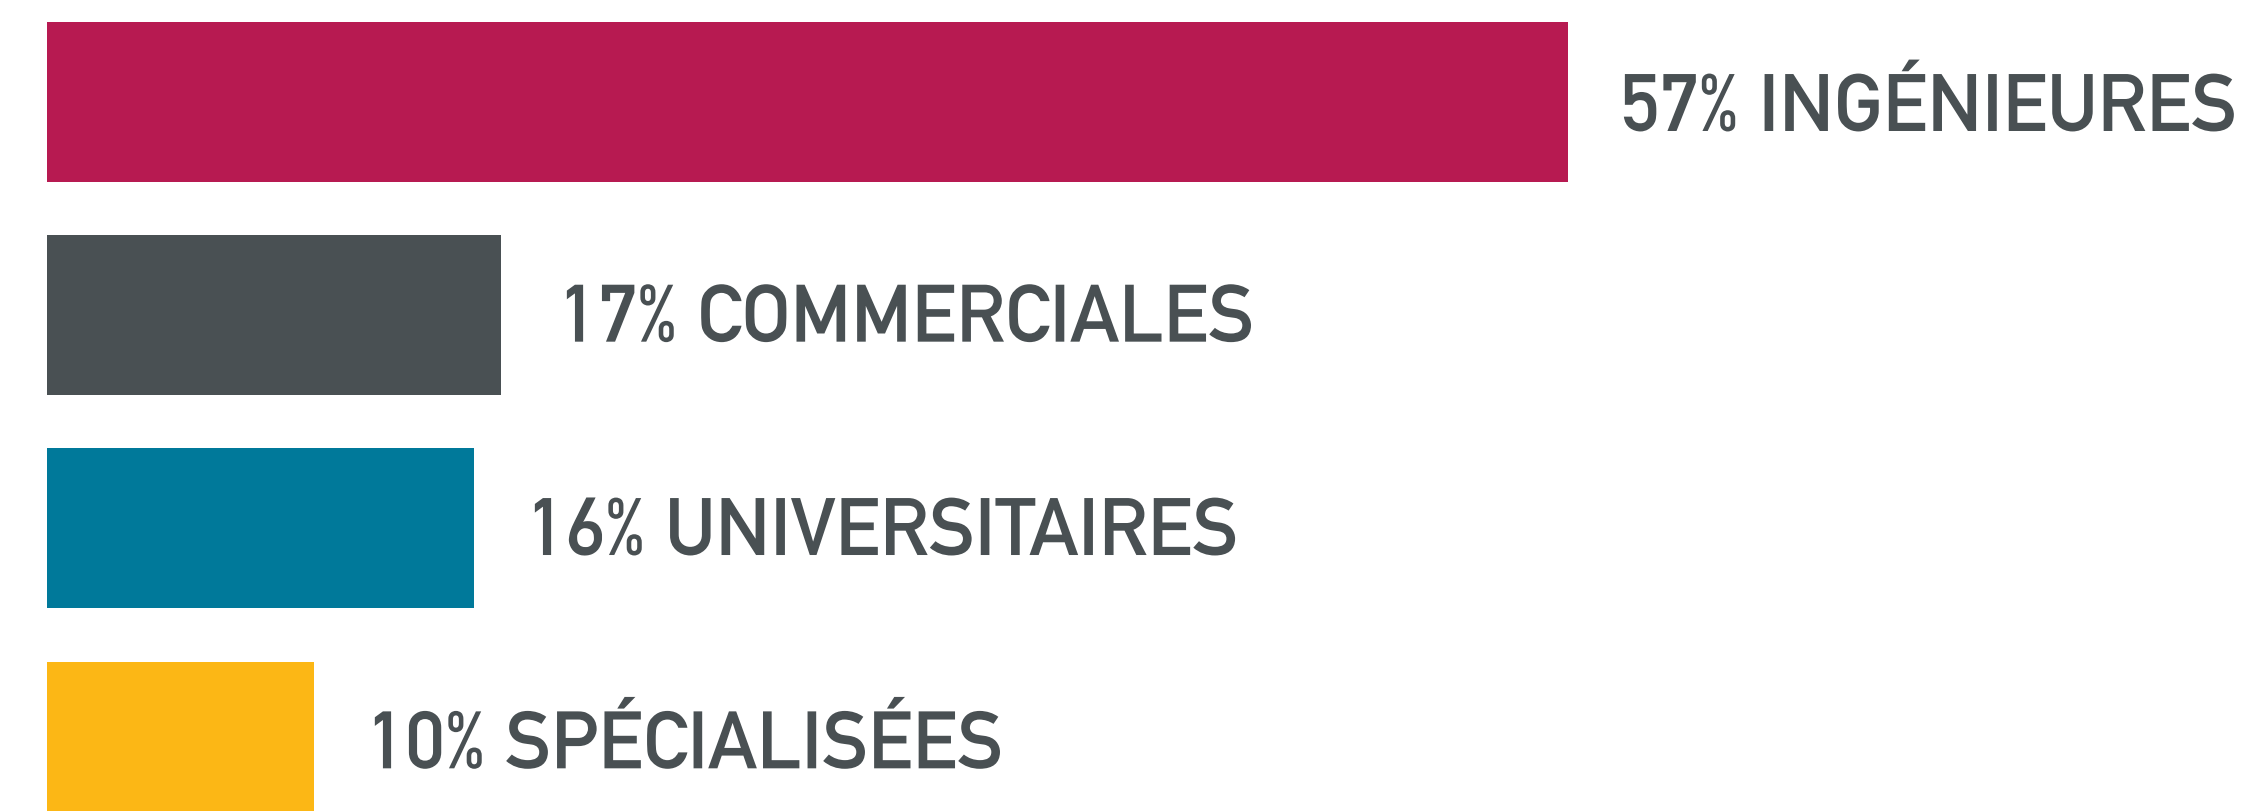 57% INGÉNIEURES
17% COMMERCIALES
16% UNIVERSITAIRES
10% SPÉCIALISÉES